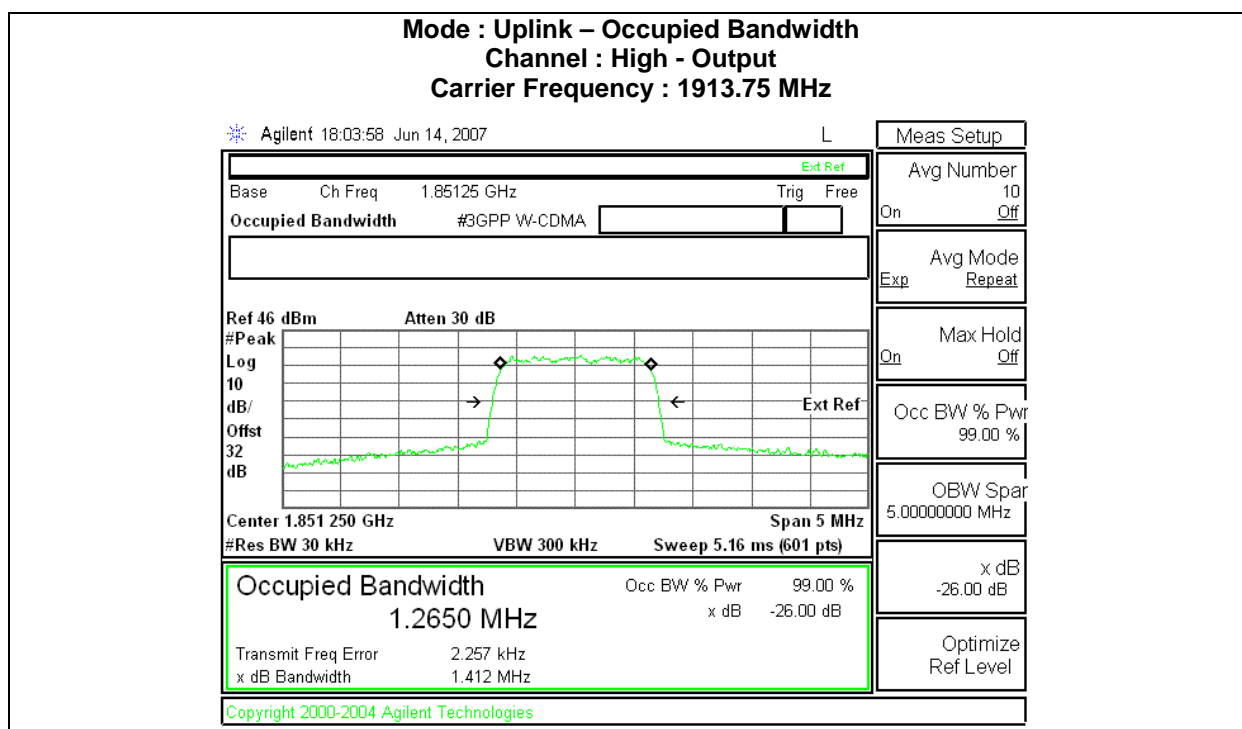 Mode : Uplink – Occupied Bandwidth
Channel : High - Output
Carrier Frequency : 1913.75 MHz
Agilent 18:03:58 Jun 14, 2007 L
Meas Setup
Ext Ref
Base Ch Freq 1.85125 GHz Trig Free
Occupied Bandwidth #3GPP W-CDMA
Avg Number
10
On Off
Avg Mode
Exp Repeat
Ref 46 dBm Atten 30 dB
#Peak
Log
10
dB/
Offst
32
dB
Ext Ref
Max Hold
On Off
Occ BW % Pwr
99.00 %
OBW Span
5.00000000 MHz
Center 1.851 250 GHz Span 5 MHz
#Res BW 30 kHz VBW 300 kHz Sweep 5.16 ms (601 pts)
Occupied Bandwidth Occ BW % Pwr 99.00 %
1.2650 MHz x dB -26.00 dB
Transmit Freq Error 2.257 kHz
x dB Bandwidth 1.412 MHz
x dB
-26.00 dB
Optimize
Ref Level
Copyright 2000-2004 Agilent Technologies